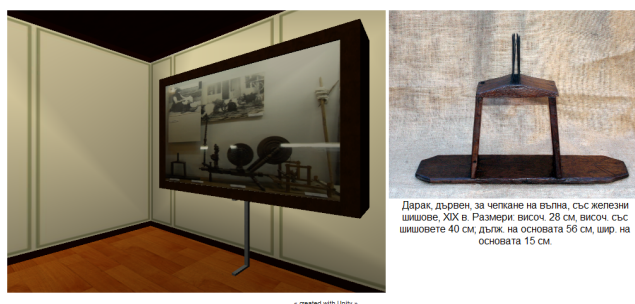 Дарак, дървен, за чепкане на вълна, със железни
шишове, XIX в. Размери: височ. 28 см, височ. със
шишовете 40 см; дълж. на основата 56 см, шир. на
основата 15 см.
« created with Unity »